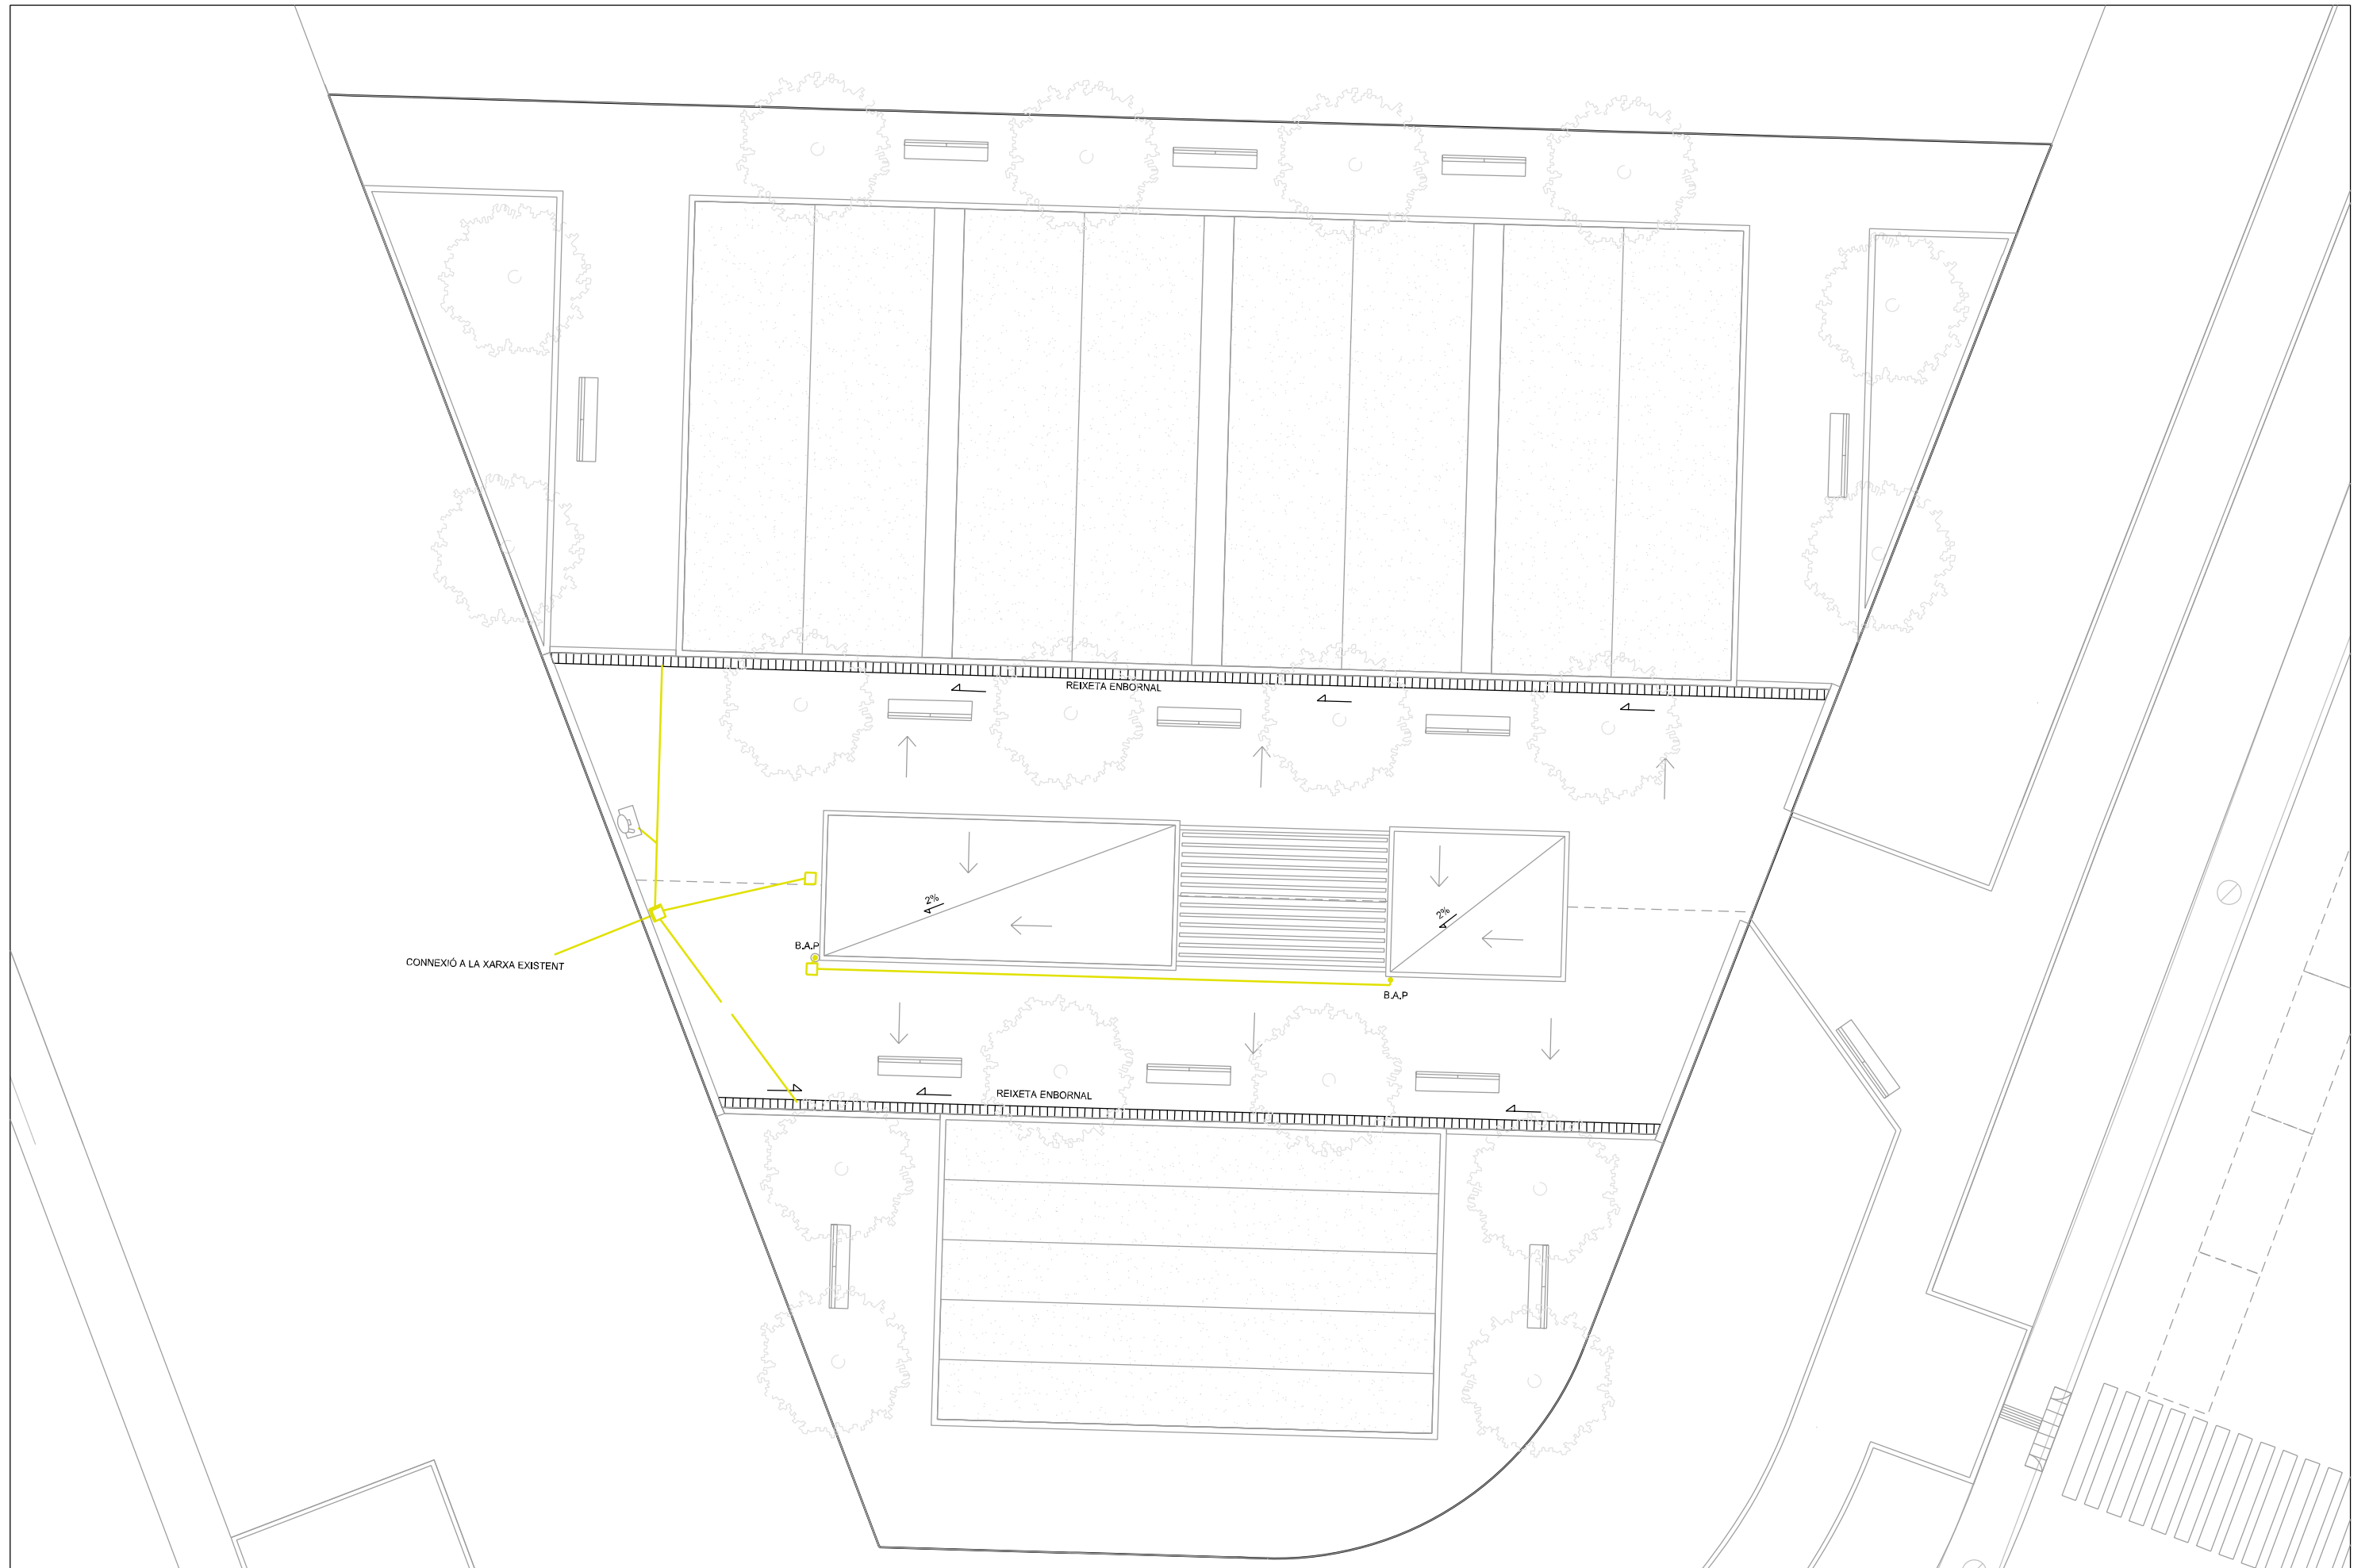 REIXETA ENBORNAL
2%
2%
B.A.P
CONNEXIÓ A LA XARXA EXISTENT
B.A.P
REIXETA ENBORNAL